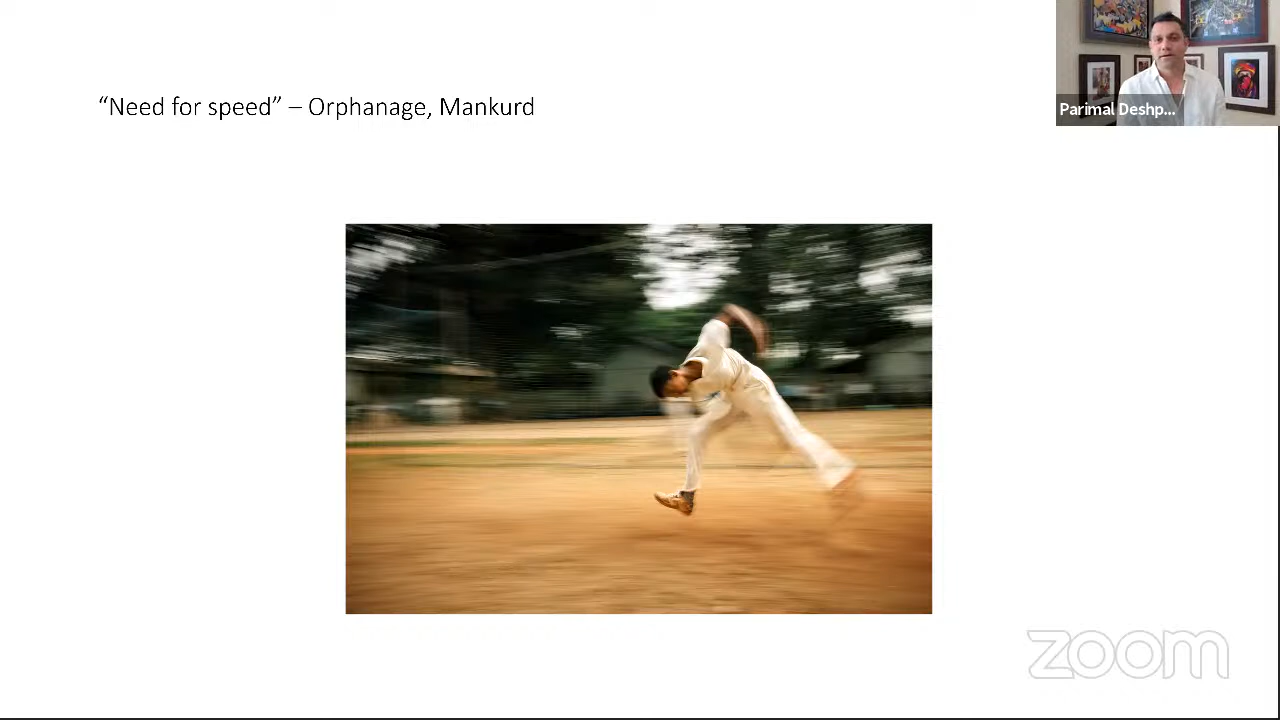 “Need for speed” – Orphanage, Mankurd
Parimal Deshp...
zoom